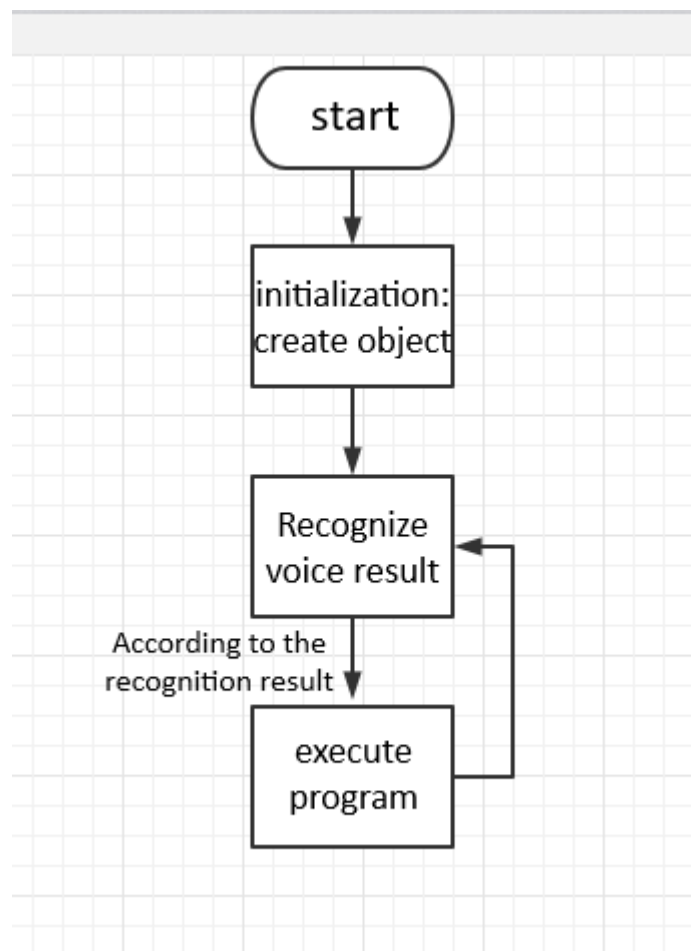 start
initialization:
create object
Recognize
voice result
According to the
recognition result
execute
program